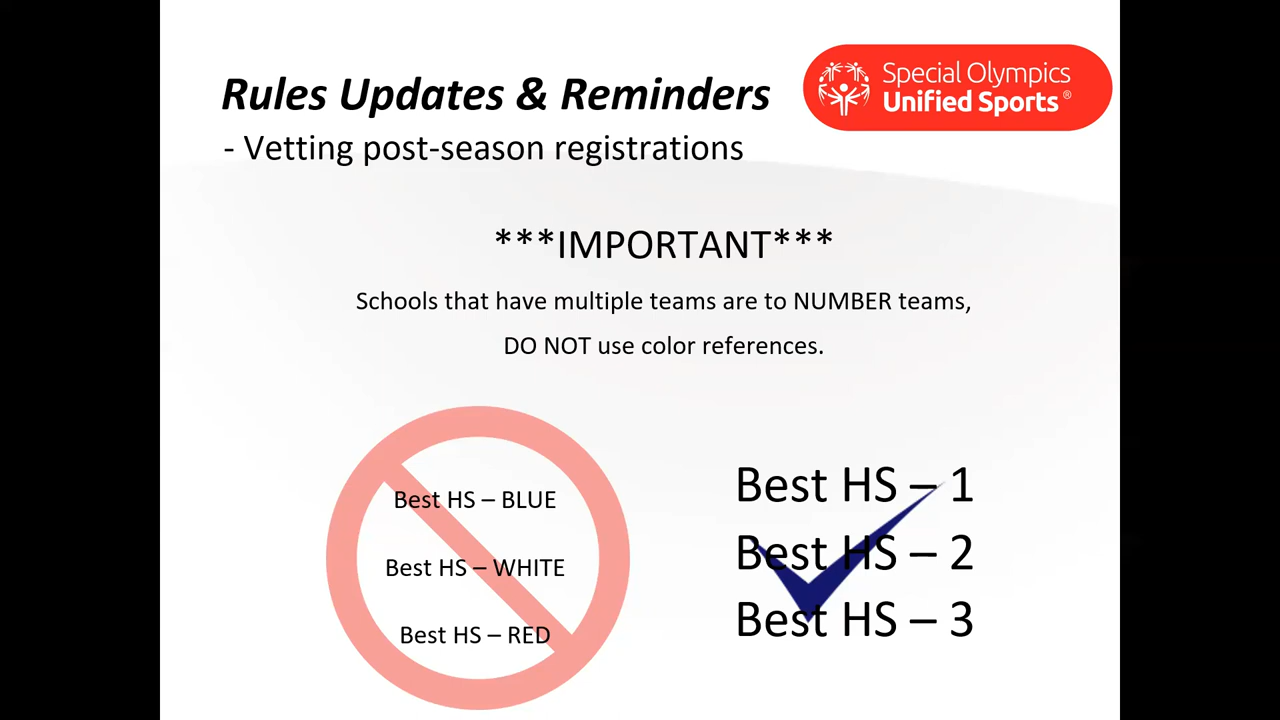 Rules Updates & Reminders
Special Olympics
Unified Sports®
- Vetting post-season registrations
***IMPORTANT***
Schools that have multiple teams are to NUMBER teams,
DO NOT use color references.
Best HS – BLUE
Best HS – WHITE
Best HS – RED
Best HS – 1
Best HS – 2
Best HS – 3